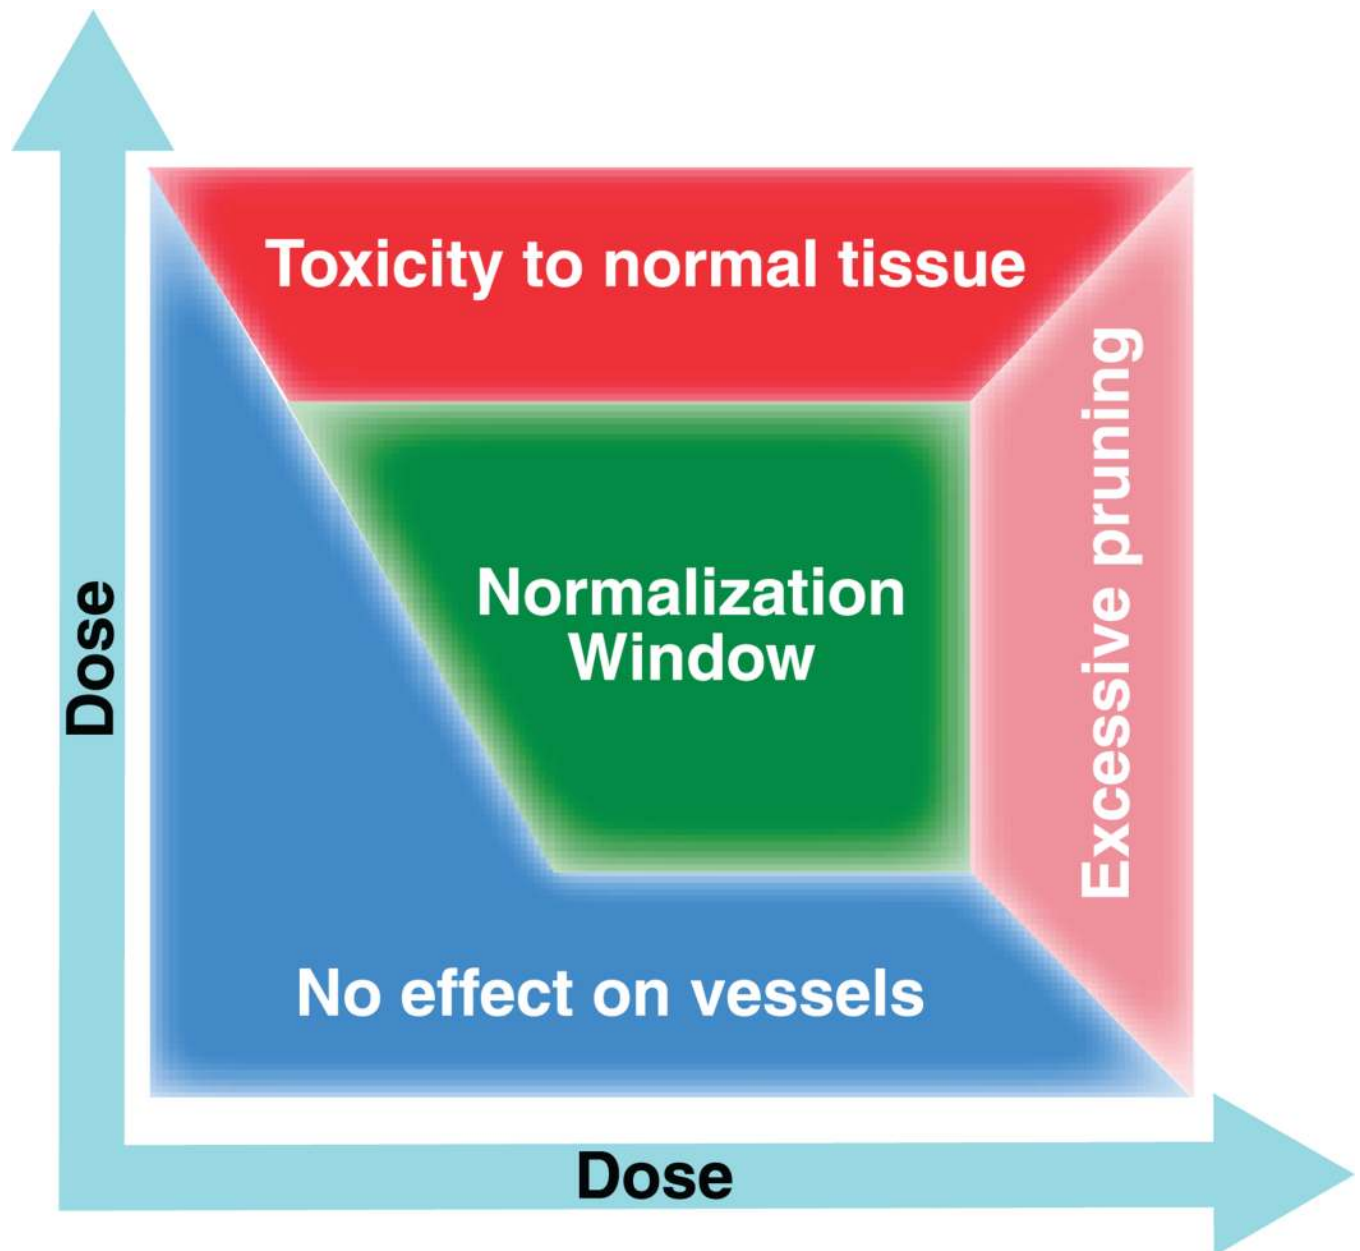 Toxicity to normal tissue
Excessive pruning
Normalization
Window
Dose
No effect on vessels
Dose